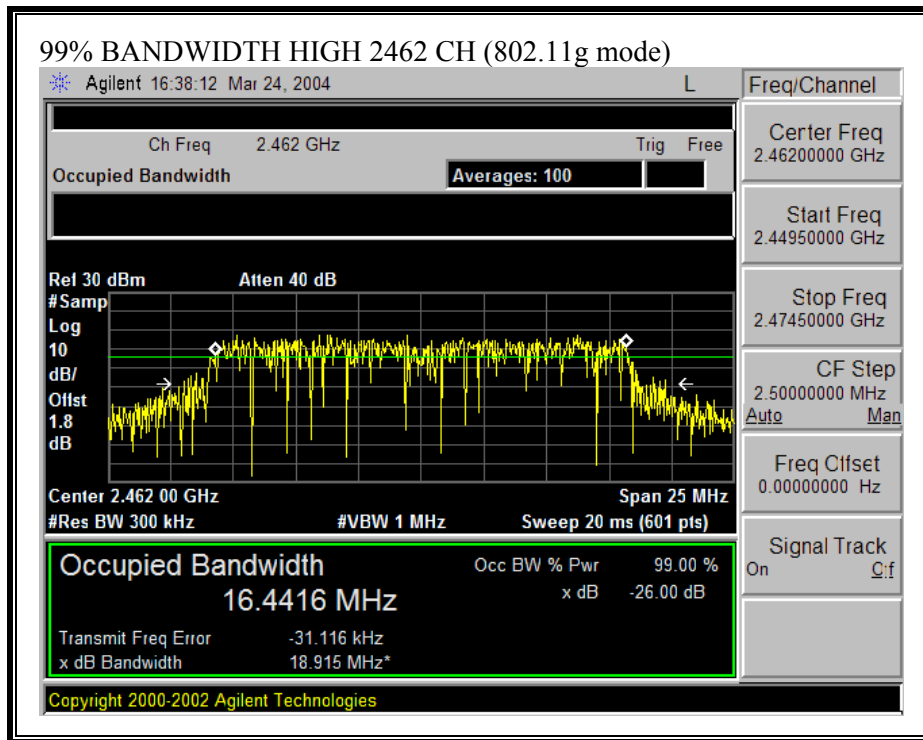 99% BANDWIDTH HIGH 2462 CH (802.11g mode)
Agilent 16:38:12 Mar 24, 2004 L
Freq/Channel
Ch Freq 2.462 GHz Trig Free
Occupied Bandwidth Averages: 100
Center Freq
2.46200000 GHz
Start Freq
2.44950000 GHz
Stop Freq
2.47450000 GHz
CF Step
2.50000000 MHz
Auto Man
Freq Offset
0.00000000 Hz
Signal Track
On Off
Ref 30 dBm Atten 40 dB
#Samp
Log
10
dB/
Offst
1.8
dB
Center 2.462 00 GHz Span 25 MHz
#Res BW 300 kHz #VBW 1 MHz Sweep 20 ms (601 pts)
Occupied Bandwidth Occ BW % Pwr 99.00 %
16.4416 MHz x dB -26.00 dB
Transmit Freq Error -31.116 kHz
x dB Bandwidth 18.915 MHz*
Copyright 2000-2002 Agilent Technologies